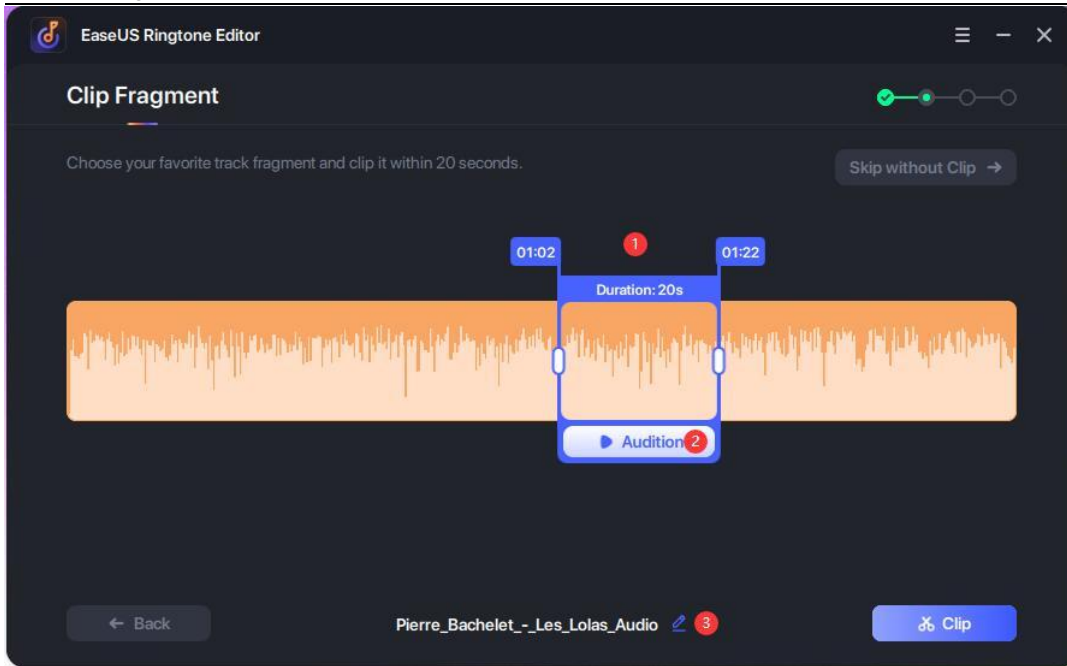 EaseUS Ringtone Editor
Clip Fragment
Choose your favorite track fragment and clip it within 20 seconds.
Skip without Clip →
01:02
1
01:22
Duration: 20s
Audition 2
← Back
Pierre_Bachelet_-_Les_Lolas_Audio 3
Clip